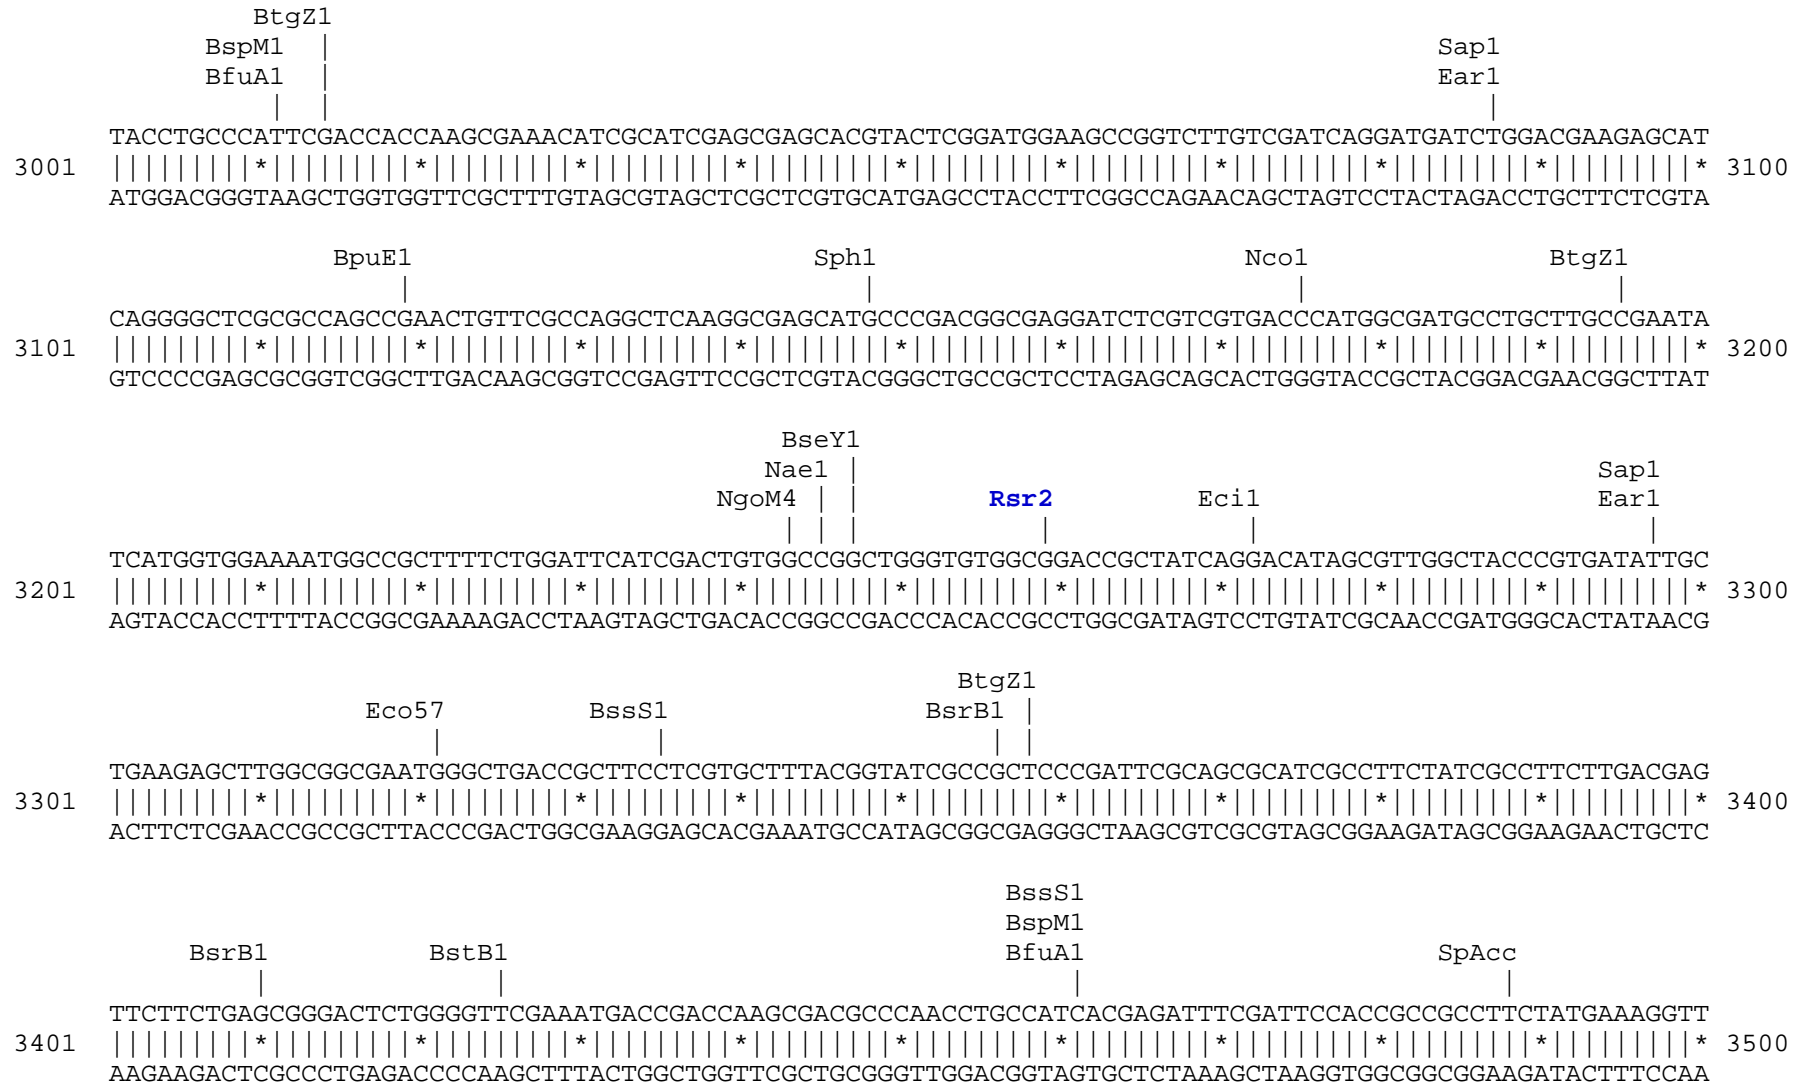 BtgZ1
BspM1 | Sap1
BfuA1 | Ear1
| | |
TACCTGCCCATTCGACCACCAAGCGAAACATCGCATCGAGCGAGCACGTACTCGGATGGAAGCCGGTCTTGTCGATCAGGATGATCTGGACGAAGAGCAT
3001 |||||||||*|||||||||*|||||||||*|||||||||*|||||||||*|||||||||*|||||||||*|||||||||*|||||||||*|||||||||* 3100
ATGGACGGGTAAGCTGGTGGTTCGCTTTGTAGCGTAGCTCGCTCGTGCATGAGCCTACCTTCGGCCAGAACAGCTAGTCCTACTAGACCTGCTTCTCGTA
BpuE1 Sph1 Nco1 BtgZ1
| | | |
CAGGGGCTCGCGCCAGCCGAACTGTTCGCCAGGCTCAAGGCGAGCATGCCCGACGGCGAGGATCTCGTCGTGACCCATGGCGATGCCTGCTTGCCGAATA
3101 |||||||||*|||||||||*|||||||||*|||||||||*|||||||||*|||||||||*|||||||||*|||||||||*|||||||||*|||||||||* 3200
GTCCCCGAGCGCGGTCGGCTTGACAAGCGGTCCGAGTTCCGCTCGTACGGGCTGCCGCTCCTAGAGCAGCACTGGGTACCGCTACGGACGAACGGCTTAT
BseY1
Nae1 | Sap1
NgoM4 | | Rsr2 Eci1 Ear1
| | | | | |
TCATGGTGGAAAATGGCCGCTTTTCTGGATTCATCGACTGTGGCCGGCTGGGTGTGGCGGACCGCTATCAGGACATAGCGTTGGCTACCCGTGATATTGC
3201 |||||||||*|||||||||*|||||||||*|||||||||*|||||||||*|||||||||*|||||||||*|||||||||*|||||||||*|||||||||* 3300
AGTACCACCTTTTACCGGCGAAAAGACCTAAGTAGCTGACACCGGCCGACCCACACCGCCTGGCGATAGTCCTGTATCGCAACCGATGGGCACTATAACG
BtgZ1
Eco57 BssS1 BsrB1 |
| | | |
TGAAGAGCTTGGCGGCGAATGGGCTGACCGCTTCCTCGTGCTTTACGGTATCGCCGCTCCCGATTCGCAGCGCATCGCCTTCTATCGCCTTCTTGACGAG
3301 |||||||||*|||||||||*|||||||||*|||||||||*|||||||||*|||||||||*|||||||||*|||||||||*|||||||||*|||||||||* 3400
ACTTCTCGAACCGCCGCTTACCCGACTGGCGAAGGAGCACGAAATGCCATAGCGGCGAGGGCTAAGCGTCGCGTAGCGGAAGATAGCGGAAGAACTGCTC
BssS1
BspM1
BsrB1 BstB1 BfuA1 SpAcc
| | | |
TTCTTCTGAGCGGGACTCTGGGGTTCGAAATGACCGACCAAGCGACGCCCAACCTGCCATCACGAGATTTCGATTCCACCGCCGCCTTCTATGAAAGGTT
3401 |||||||||*|||||||||*|||||||||*|||||||||*|||||||||*|||||||||*|||||||||*|||||||||*|||||||||*|||||||||* 3500
AAGAAGACTCGCCCTGAGACCCCAAGCTTTACTGGCTGGTTCGCTGCGGGTTGGACGGTAGTGCTCTAAAGCTAAGGTGGCGGCGGAAGATACTTTCCAA